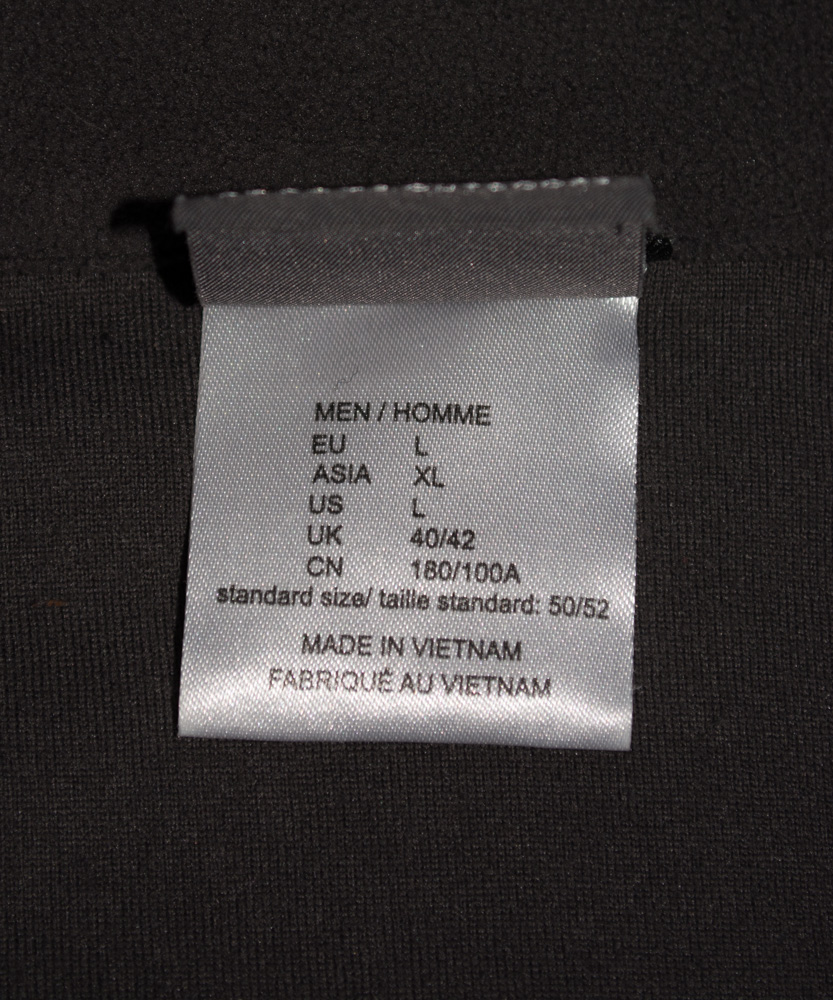 MEN / HOMME
EU L
ASIA XL
US L
UK 40/42
CN 180/100A
standard size/ taille standard: 50/52
MADE IN VIETNAM
FABRIQUÉ AU VIETNAM